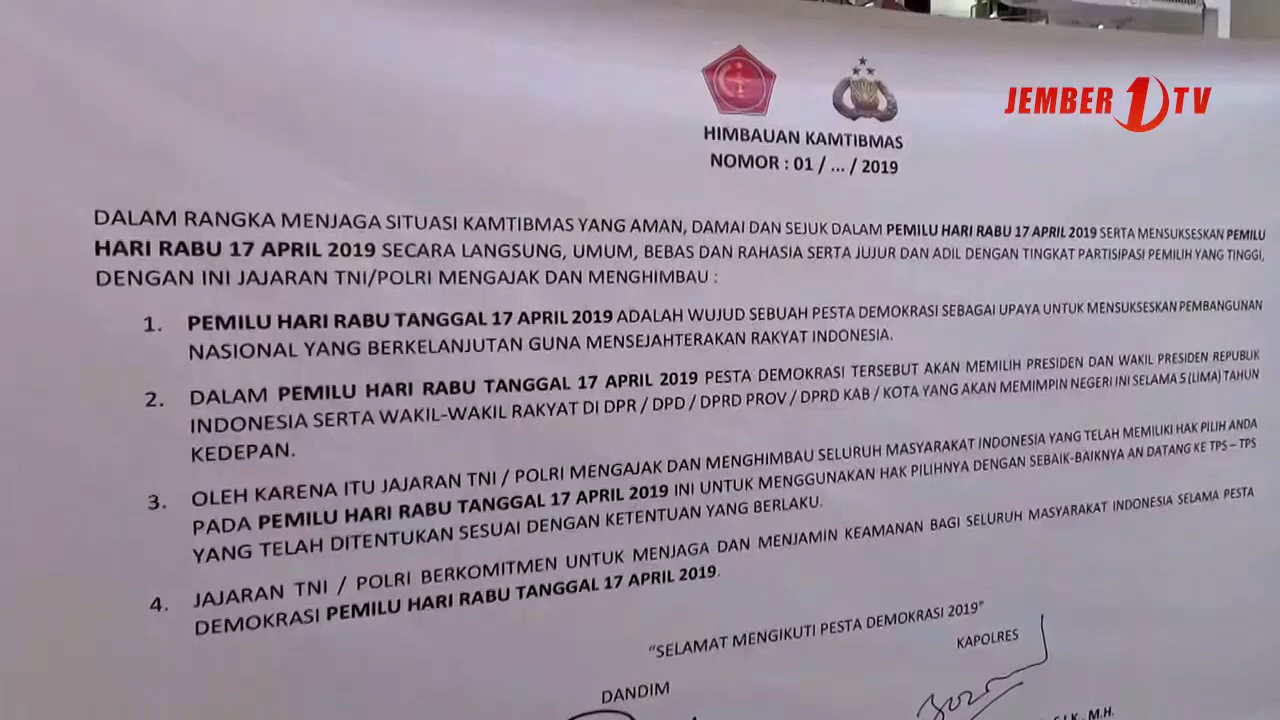 JEMBER 1 TV
HIMBAUAN KAMTIBMAS
NOMOR : 01 / ... / 2019
DALAM RANGKA MENJAGA SITUASI KAMTIBMAS YANG AMAN, DAMAI DAN SEJUK DALAM PEMILU HARI RABU 17 APRIL 2019 SERTA MENSUKSESKAN PEMILU
HARI RABU 17 APRIL 2019 SECARA LANGSUNG, UMUM, BEBAS DAN RAHASIA SERTA JUJUR DAN ADIL DENGAN TINGKAT PARTISIPASI PEMILIH YANG TINGGI,
DENGAN INI JAJARAN TNI/POLRI MENGAJAK DAN MENGHIMBAU :
1. PEMILU HARI RABU TANGGAL 17 APRIL 2019 ADALAH WUJUD SEBUAH PESTA DEMOKRASI SEBAGAI UPAYA UNTUK MENSUKSESKAN PEMBANGUNAN
NASIONAL YANG BERKELANJUTAN GUNA MENSEJAHTERAKAN RAKYAT INDONESIA.
2. DALAM PEMILU HARI RABU TANGGAL 17 APRIL 2019 PESTA DEMOKRASI TERSEBUT AKAN MEMILIH PRESIDEN DAN WAKIL PRESIDEN REPUBLIK
INDONESIA SERTA WAKIL-WAKIL RAKYAT DI DPR / DPD / DPRD PROV / DPRD KAB / KOTA YANG AKAN MEMIMPIN NEGERI INI SELAMA 5 (LIMA) TAHUN
KEDEPAN.
3. OLEH KARENA ITU JAJARAN TNI / POLRI MENGAJAK DAN MENGHIMBAU SELURUH MASYARAKAT INDONESIA YANG TELAH MEMILIKI HAK PILIH ANDA
PADA PEMILU HARI RABU TANGGAL 17 APRIL 2019 INI UNTUK MENGGUNAKAN HAK PILIHNYA DENGAN SEBAIK-BAIKNYA AN DATANG KE TPS – TPS
YANG TELAH DITENTUKAN SESUAI DENGAN KETENTUAN YANG BERLAKU.
4. JAJARAN TNI / POLRI BERKOMITMEN UNTUK MENJAGA DAN MENJAMIN KEAMANAN BAGI SELURUH MASYARAKAT INDONESIA SELAMA PESTA
DEMOKRASI PEMILU HARI RABU TANGGAL 17 APRIL 2019.
"SELAMAT MENGIKUTI PESTA DEMOKRASI 2019"
KAPOLRES
DANDIM
S.I.K., M.H.